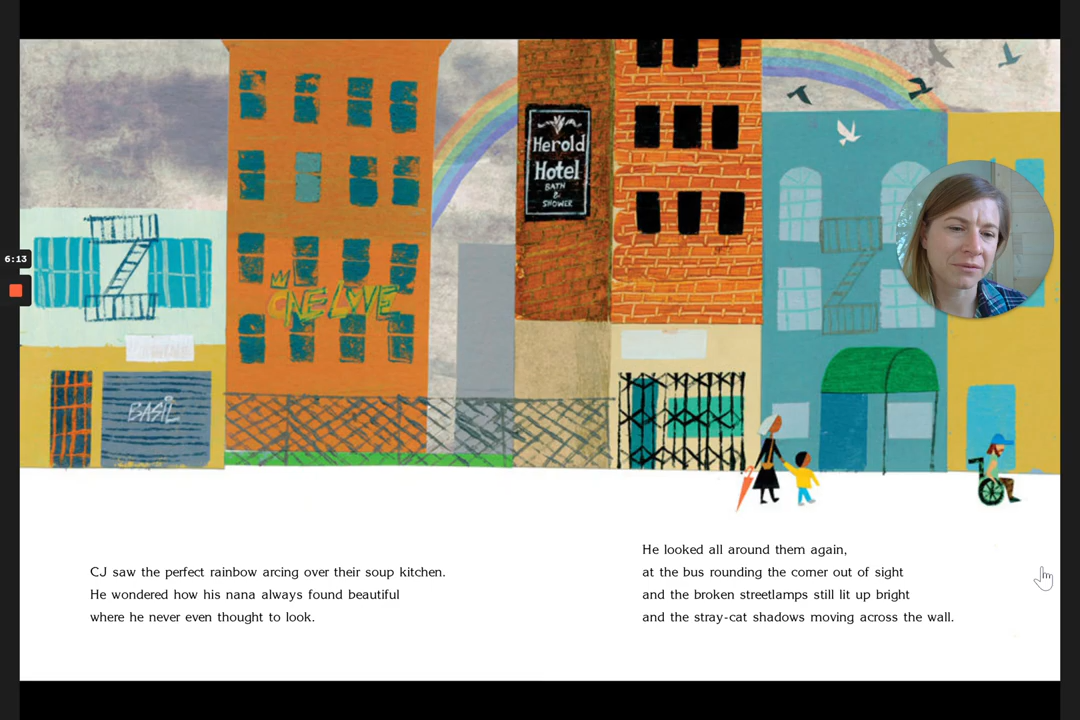 6:13
Herold
Hotel
BATH
&
SHOWER
ONE LOVE
BASIL
CJ saw the perfect rainbow arcing over their soup kitchen.
He wondered how his nana always found beautiful
where he never even thought to look.
He looked all around them again,
at the bus rounding the corner out of sight
and the broken streetlamps still lit up bright
and the stray-cat shadows moving across the wall.